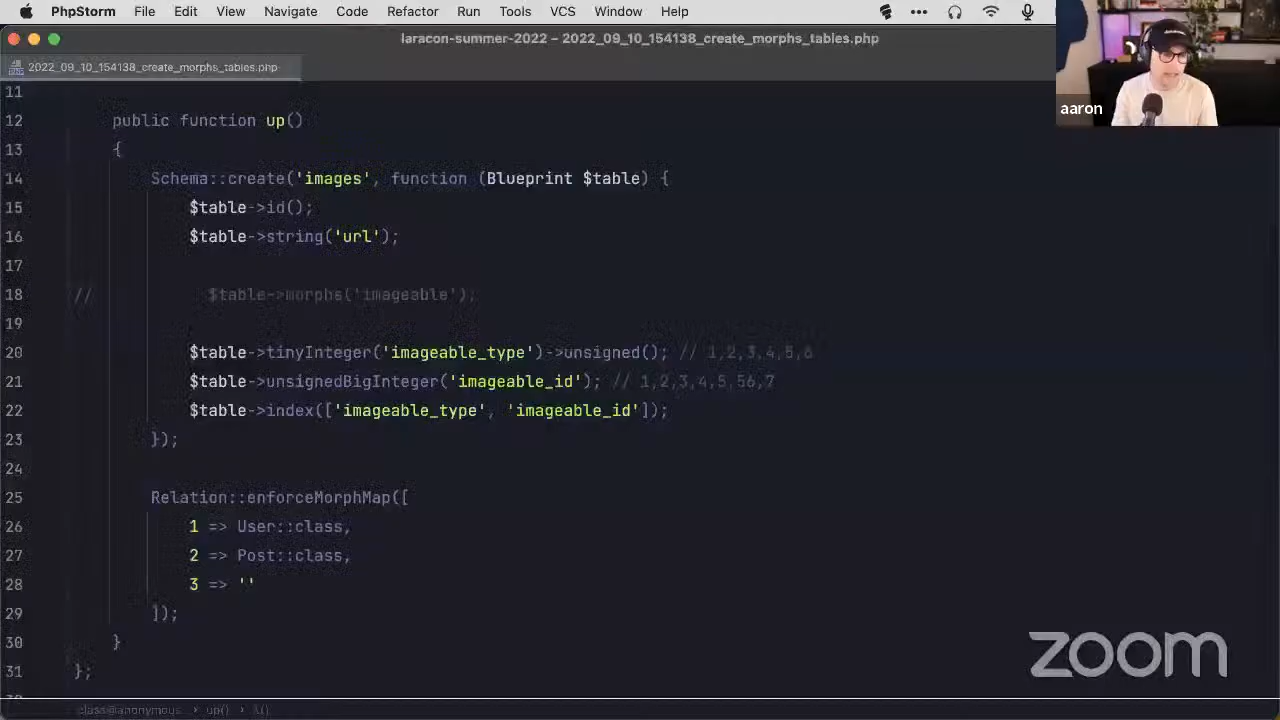 PhpStorm File Edit View Navigate Code Refactor Run Tools VCS Window Help
laracon-summer-2022 – 2022_09_10_154138_create_morphs_tables.php
2022_09_10_154138_create_morphs_tables.php
aaron
11
12 public function up()
13 {
14 Schema::create('images', function (Blueprint $table) {
15 $table->id();
16 $table->string('url');
17
18 // $table->morphs('imageable');
19
20 $table->tinyInteger('imageable_type')->unsigned(); // 1,2,3,4,5,6
21 $table->unsignedBigInteger('imageable_id'); // 1,2,3,4,5,56,7
22 $table->index(['imageable_type', 'imageable_id']);
23 });
24
25 Relation::enforceMorphMap([
26 1 => User::class,
27 2 => Post::class,
28 3 => ''
29 ]);
30 }
31 };
zoom
class@anonymous › up() › λ()